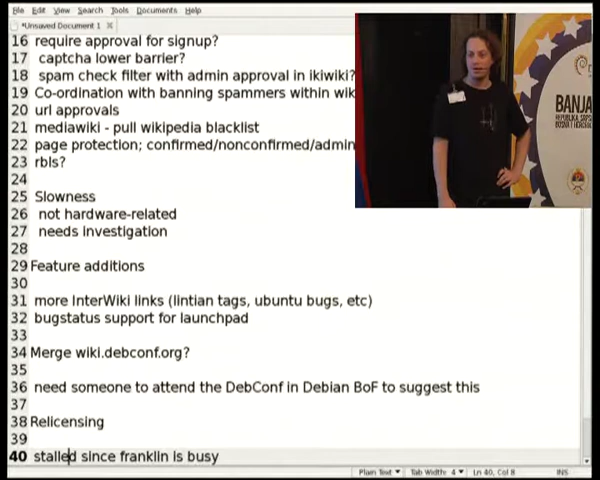 File Edit View Search Tools Documents Help
*Unsaved Document 1
16 require approval for signup?
17 captcha lower barrier?
18 spam check filter with admin approval in ikiwiki?
19 Co-ordination with banning spammers within wik
20 url approvals
21 mediawiki - pull wikipedia blacklist
22 page protection; confirmed/nonconfirmed/admin
23 rbls?
24
25 Slowness
26 not hardware-related
27 needs investigation
28
29 Feature additions
30
31 more InterWiki links (lintian tags, ubuntu bugs, etc)
32 bugstatus support for launchpad
33
34 Merge wiki.debconf.org?
35
36 need someone to attend the DebConf in Debian BoF to suggest this
37
38 Relicensing
39
40 stalled since franklin is busy
Plain Text Tab Width: 4 Ln 40, Col 8 INS
BANJA
REPUBLIKA SRPS